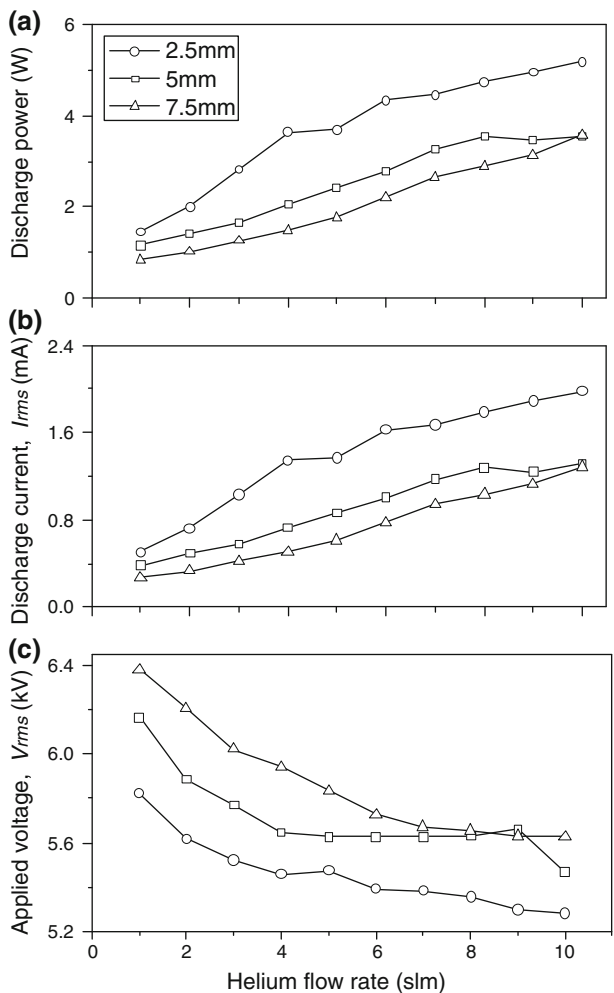 (a)
6
4
2
0
Discharge power (W)
2.5mm
5mm
7.5mm
(b)
2.4
1.6
0.8
0.0
Discharge current, Irms (mA)
(c)
6.4
6.0
5.6
5.2
Applied voltage, Vrms (kV)
0 2 4 6 8 10
Helium flow rate (slm)